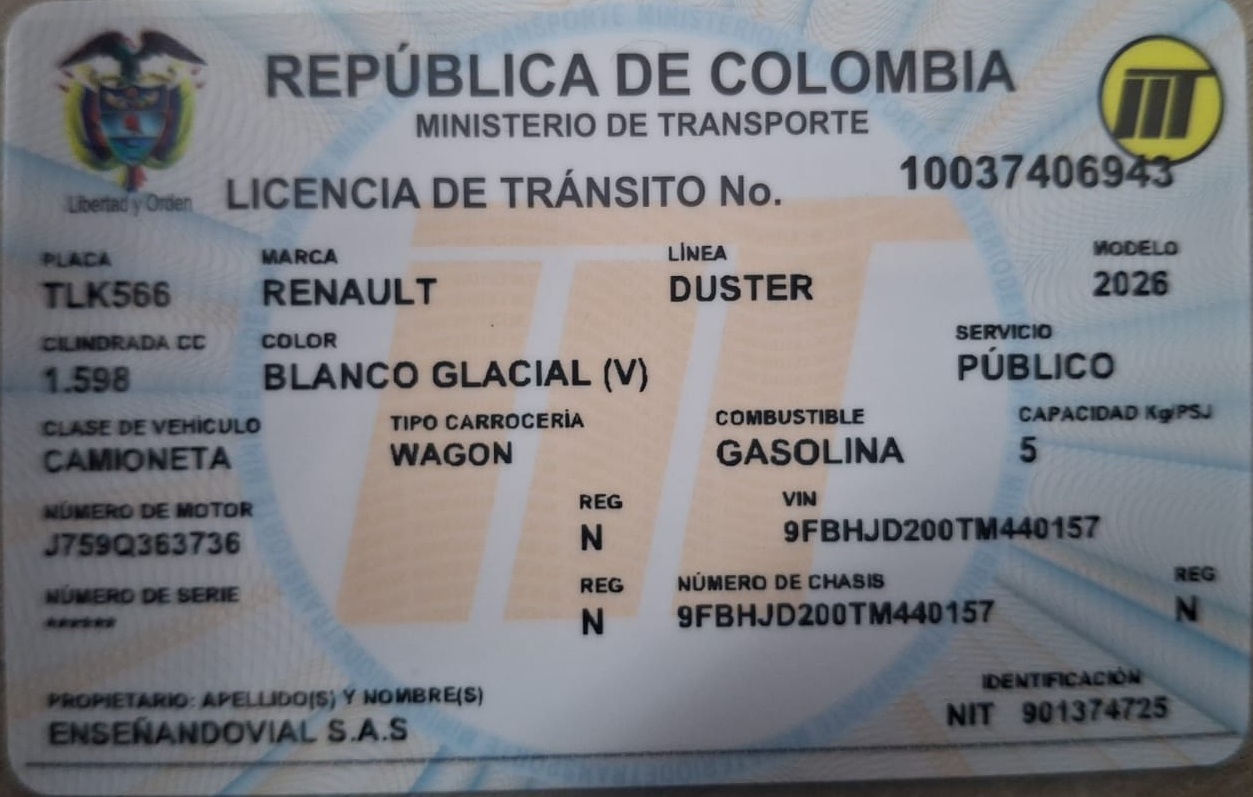 REPÚBLICA DE COLOMBIA
MINISTERIO DE TRANSPORTE
Libertad y Orden
LICENCIA DE TRÁNSITO No. 10037406943
PLACA MARCA LÍNEA MODELO
TLK566 RENAULT DUSTER 2026
CILINDRADA CC COLOR SERVICIO
1.598 BLANCO GLACIAL (V) PÚBLICO
CLASE DE VEHÍCULO TIPO CARROCERÍA COMBUSTIBLE CAPACIDAD Kg/PSJ
CAMIONETA WAGON GASOLINA 5
NÚMERO DE MOTOR REG VIN
J759Q363736 N 9FBHJD200TM440157
NÚMERO DE SERIE REG NÚMERO DE CHASIS REG
****** N 9FBHJD200TM440157 N
PROPIETARIO: APELLIDO(S) Y NOMBRE(S) IDENTIFICACIÓN
ENSEÑANDOVIAL S.A.S NIT 901374725